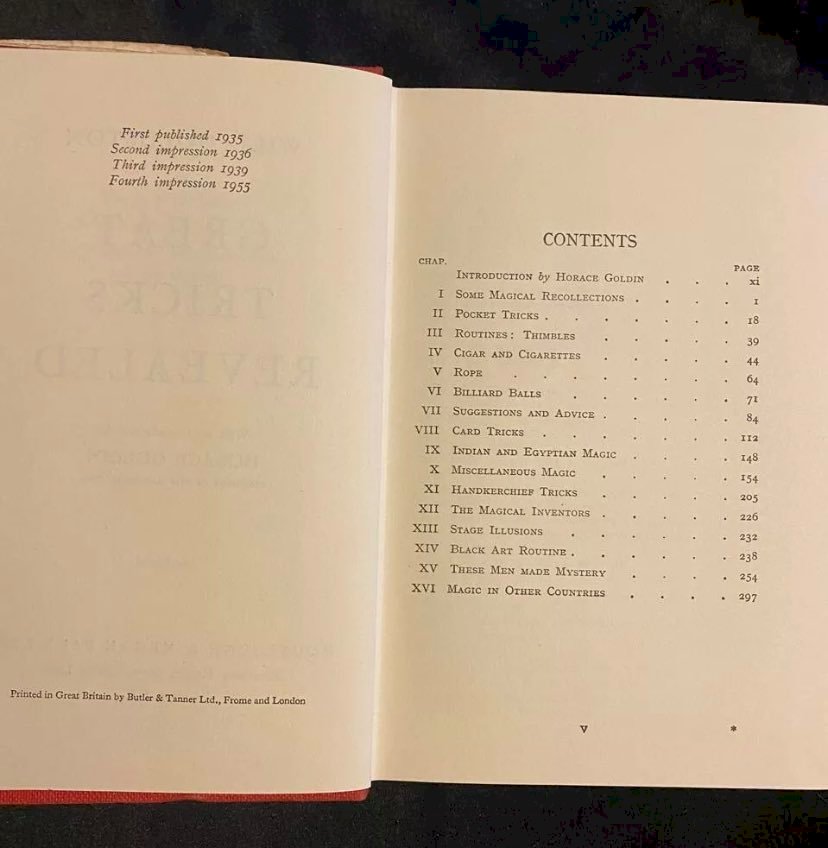 First published 1935
Second impression 1936
Third impression 1939
Fourth impression 1955
Printed in Great Britain by Butler & Tanner Ltd., Frome and London
CONTENTS
CHAP. PAGE
INTRODUCTION by HORACE GOLDIN . . . xi
I SOME MAGICAL RECOLLECTIONS . . . . 1
II POCKET TRICKS . . . . . 18
III ROUTINES: THIMBLES . . . . 39
IV CIGAR AND CIGARETTES . . . . 44
V ROPE . . . . . . 64
VI BILLIARD BALLS . . . . . 71
VII SUGGESTIONS AND ADVICE . . . . 84
VIII CARD TRICKS . . . . . 112
IX INDIAN AND EGYPTIAN MAGIC . . . . 148
X MISCELLANEOUS MAGIC . . . . 154
XI HANDKERCHIEF TRICKS . . . . 205
XII THE MAGICAL INVENTORS . . . . 226
XIII STAGE ILLUSIONS . . . . . 232
XIV BLACK ART ROUTINE . . . . . 238
XV THESE MEN MADE MYSTERY . . . . 254
XVI MAGIC IN OTHER COUNTRIES . . . . 297
v *